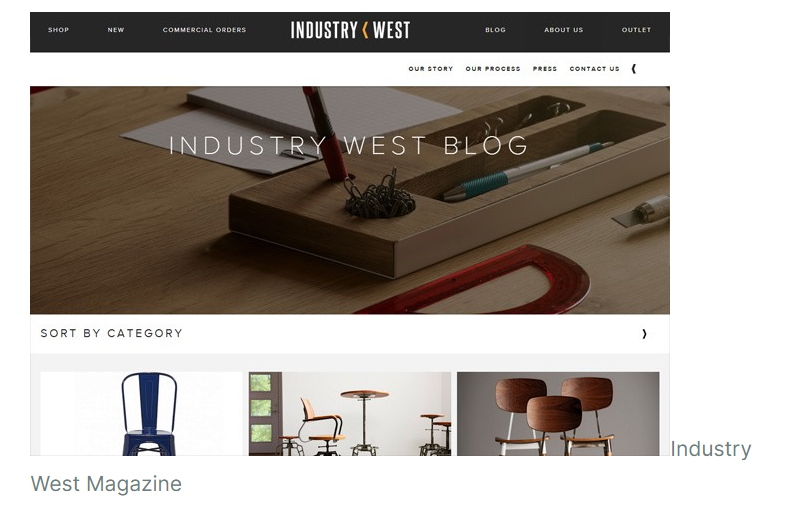 SHOP NEW COMMERCIAL ORDERS INDUSTRY WEST BLOG ABOUT US OUTLET
OUR STORY OUR PROCESS PRESS CONTACT US
INDUSTRY WEST BLOG
SORT BY CATEGORY
Industry
West Magazine